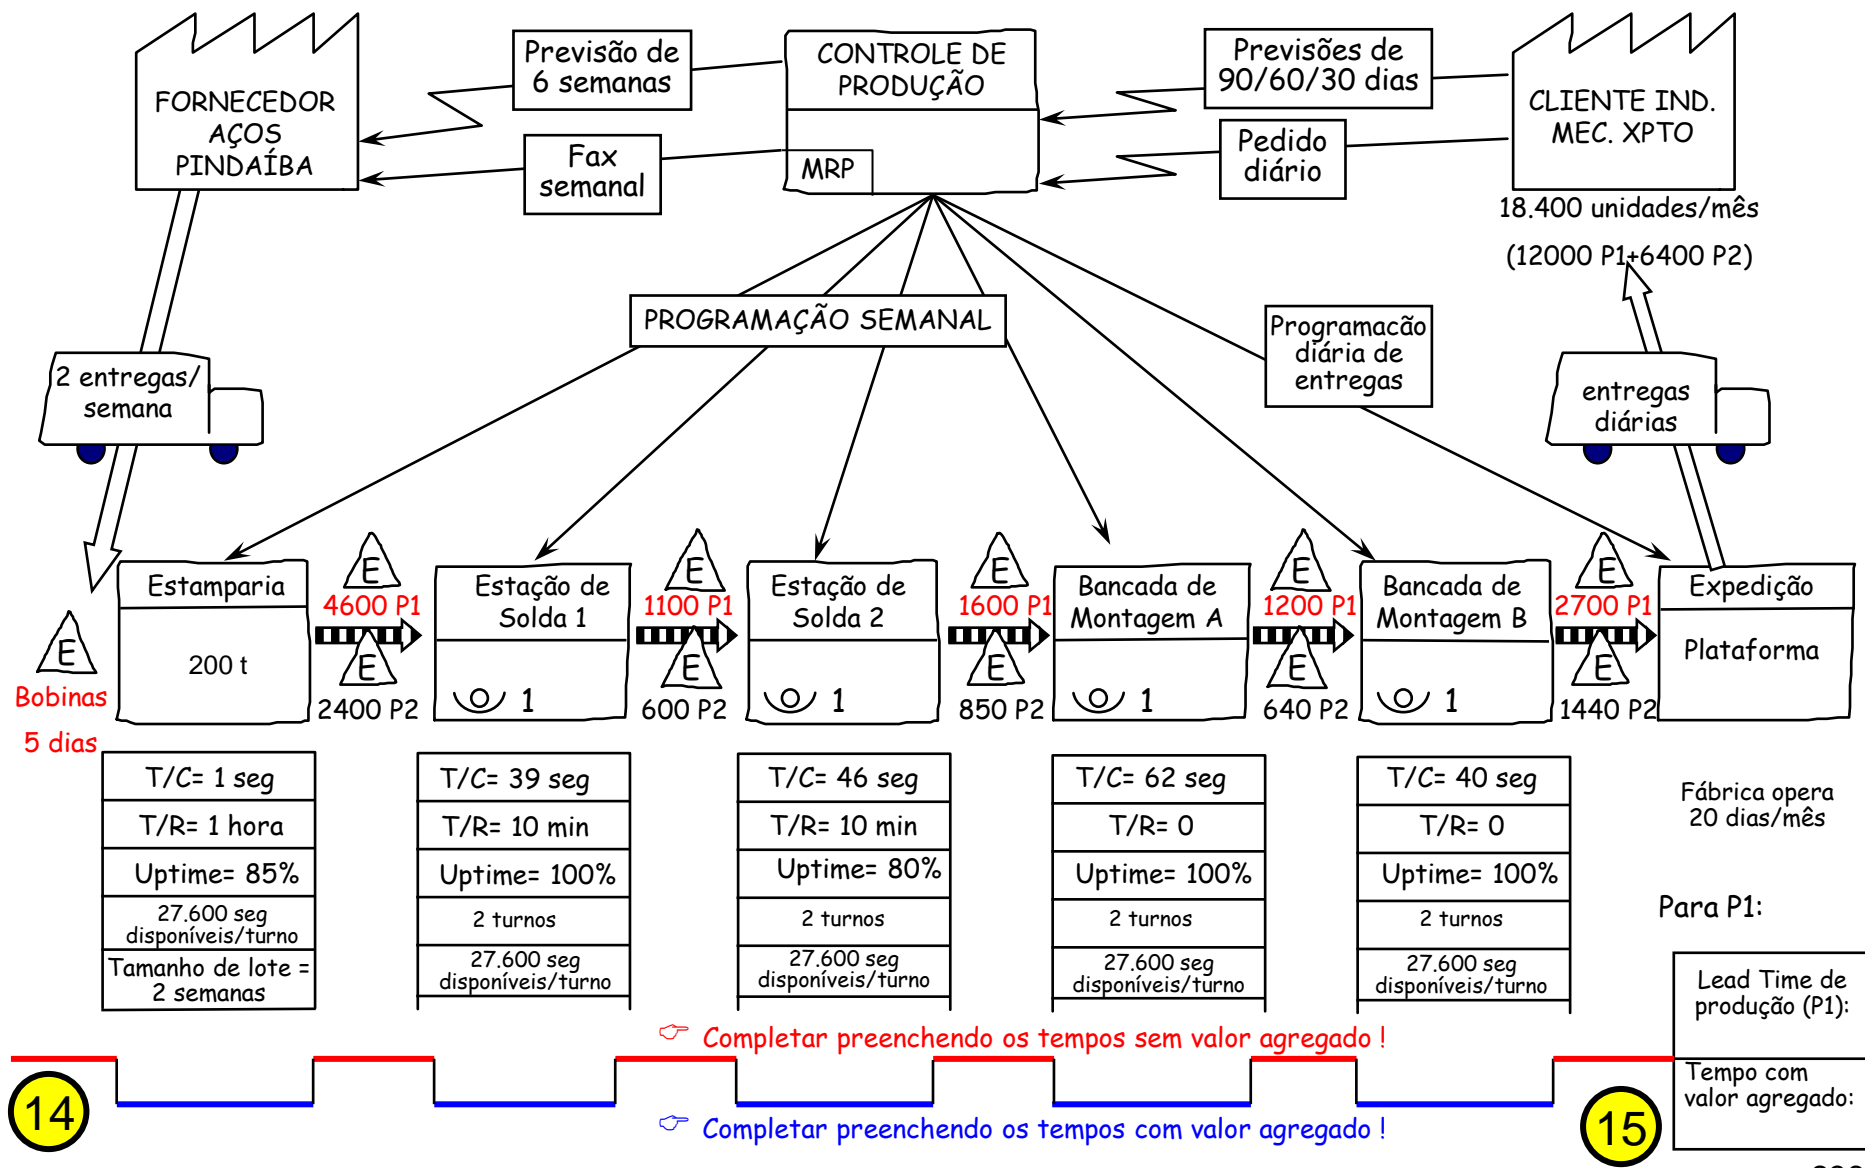 FORNECEDOR
AÇOS
PINDAÍBA
Previsão de
6 semanas
Fax
semanal
CONTROLE DE
PRODUÇÃO
MRP
Previsões de
90/60/30 dias
Pedido
diário
CLIENTE IND.
MEC. XPTO
18.400 unidades/mês
(12000 P1+6400 P2)
PROGRAMAÇÃO SEMANAL
Programacão
diária de
entregas
2 entregas/
semana
entregas
diárias
E
Bobinas
5 dias
Estamparia
200 t
E
4600 P1
E
2400 P2
Estação de
Solda 1
1
E
1100 P1
E
600 P2
Estação de
Solda 2
1
E
1600 P1
E
850 P2
Bancada de
Montagem A
1
E
1200 P1
E
640 P2
Bancada de
Montagem B
1
E
2700 P1
E
1440 P2
Expedição
Plataforma
T/C= 1 seg
T/R= 1 hora
Uptime= 85%
27.600 seg
disponíveis/turno
Tamanho de lote =
2 semanas
T/C= 39 seg
T/R= 10 min
Uptime= 100%
2 turnos
27.600 seg
disponíveis/turno
T/C= 46 seg
T/R= 10 min
Uptime= 80%
2 turnos
27.600 seg
disponíveis/turno
T/C= 62 seg
T/R= 0
Uptime= 100%
2 turnos
27.600 seg
disponíveis/turno
T/C= 40 seg
T/R= 0
Uptime= 100%
2 turnos
27.600 seg
disponíveis/turno
Fábrica opera
20 dias/mês
Para P1:
Lead Time de
produção (P1):
Tempo com
valor agregado:
Completar preenchendo os tempos sem valor agregado !
Completar preenchendo os tempos com valor agregado !
14
15